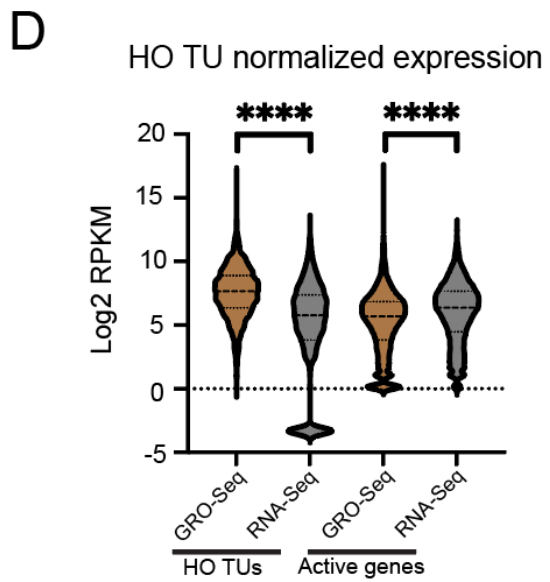 D
HO TU normalized expression
**** ****
20
15
10
5
0
-5
Log2 RPKM
GRO-Seq RNA-Seq GRO-Seq RNA-Seq
HO TUs Active genes